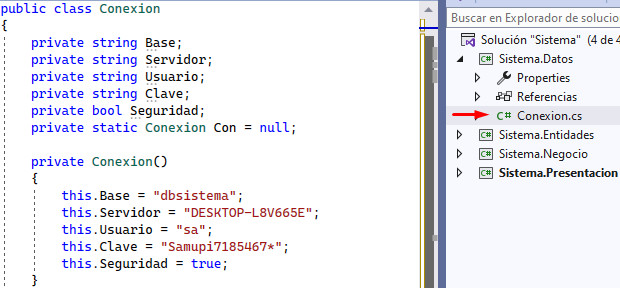 public class Conexion
{
private string Base;
private string Servidor;
private string Usuario;
private string Clave;
private bool Seguridad;
private static Conexion Con = null;
private Conexion()
{
this.Base = "dbsistema";
this.Servidor = "DESKTOP-L8V665E";
this.Usuario = "sa";
this.Clave = "Samupi7185467*";
this.Seguridad = true;
}
Buscar en Explorador de solucio
Solución "Sistema" (4 de 4
C# Sistema.Datos
Properties
Referencias
C# Conexion.cs
C# Sistema.Entidades
C# Sistema.Negocio
C# Sistema.Presentacion